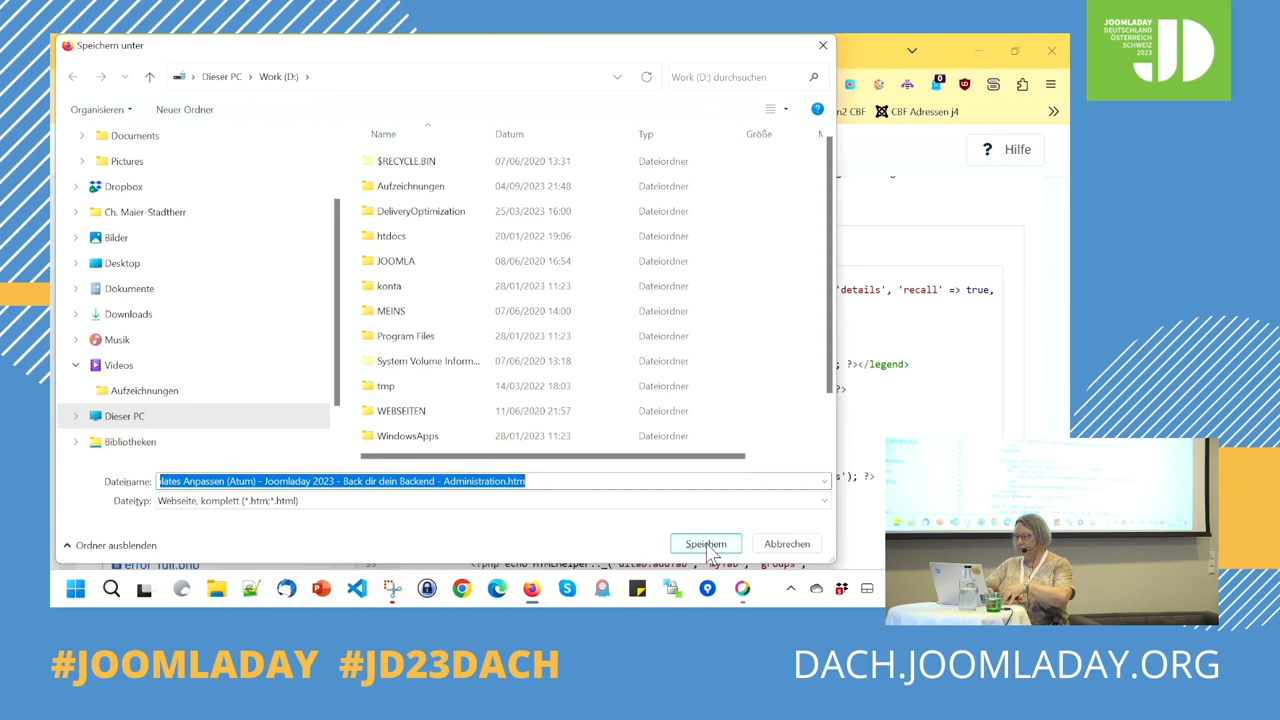 JOOMLADAY
DEUTSCHLAND
ÖSTERREICH
SCHWEIZ
2023
JD
Speichern unter
Dieser PC
Work (D:)
Work (D:) durchsuchen
Organisieren
Neuer Ordner
n2 CBF
CBF Adressen j4
Hilfe
Name
Datum
Typ
Größe
Documents
Pictures
Dropbox
Ch. Maier-Stadtherr
Bilder
Desktop
Dokumente
Downloads
Musik
Videos
Aufzeichnungen
Dieser PC
Bibliotheken
$RECYCLE.BIN 07/06/2020 13:31 Dateiordner
Aufzeichnungen 04/09/2023 21:48 Dateiordner
DeliveryOptimization 25/03/2023 16:00 Dateiordner
htdocs 20/01/2022 19:06 Dateiordner
JOOMLA 08/06/2020 16:54 Dateiordner
konta 28/01/2023 11:23 Dateiordner
MEINS 07/06/2020 14:00 Dateiordner
Program Files 28/01/2023 11:23 Dateiordner
System Volume Inform... 07/06/2020 13:18 Dateiordner
tmp 14/03/2022 18:03 Dateiordner
WEBSEITEN 11/06/2020 21:57 Dateiordner
WindowsApps 28/01/2023 11:23 Dateiordner
'details', 'recall' => true,
; ?></legend>
?>
s'); ?>
Dateiname: lates Anpassen (Atum) - Joomladay 2023 - Back dir dein Backend - Administration.htm
Dateityp: Webseite, komplett (*.htm;*.html)
Ordner ausblenden
Speichern
Abbrechen
error_full.php
#JOOMLADAY #JD23DACH
DACH.JOOMLADAY.ORG